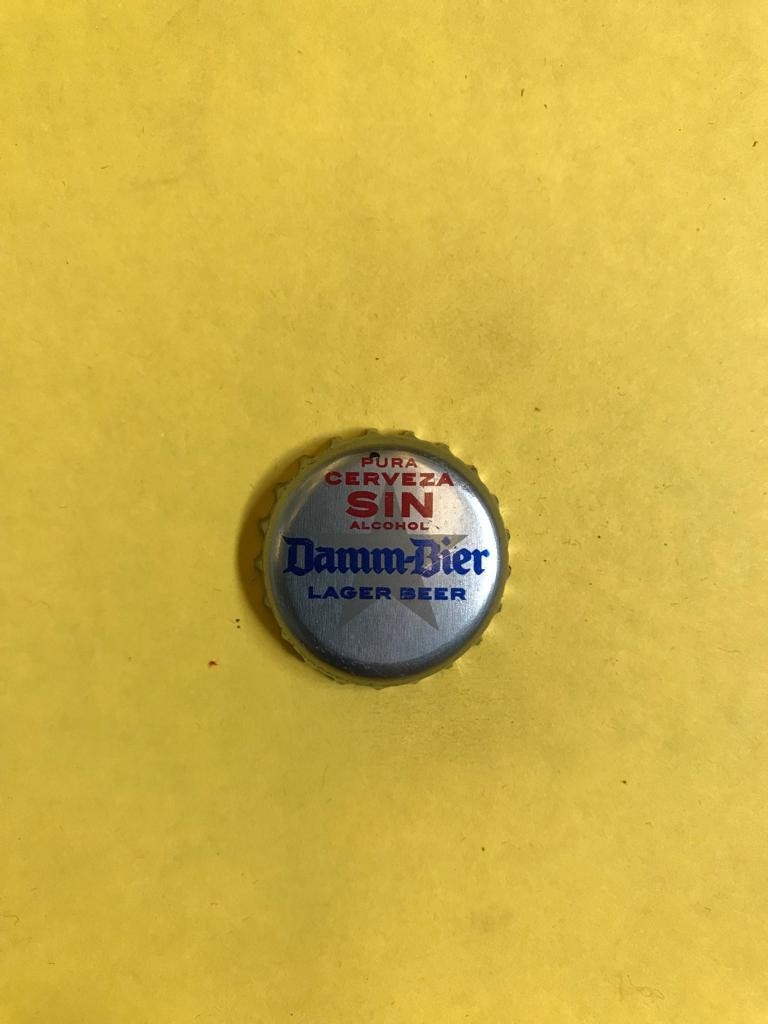 PURA
CERVEZA
SIN
ALCOHOL
Damm-Bier
LAGER BEER